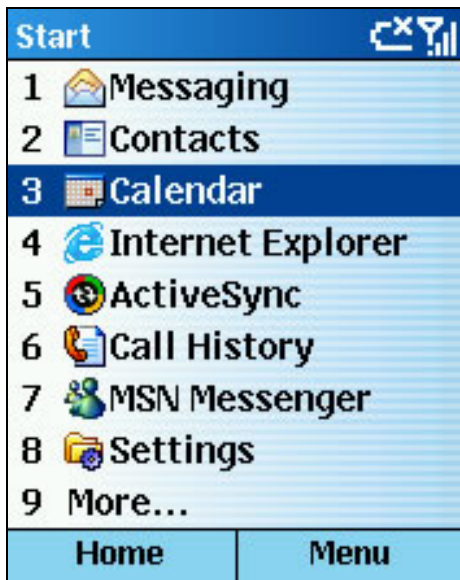 Start
1 Messaging
2 Contacts
3 Calendar
4 Internet Explorer
5 ActiveSync
6 Call History
7 MSN Messenger
8 Settings
9 More...
Home Menu